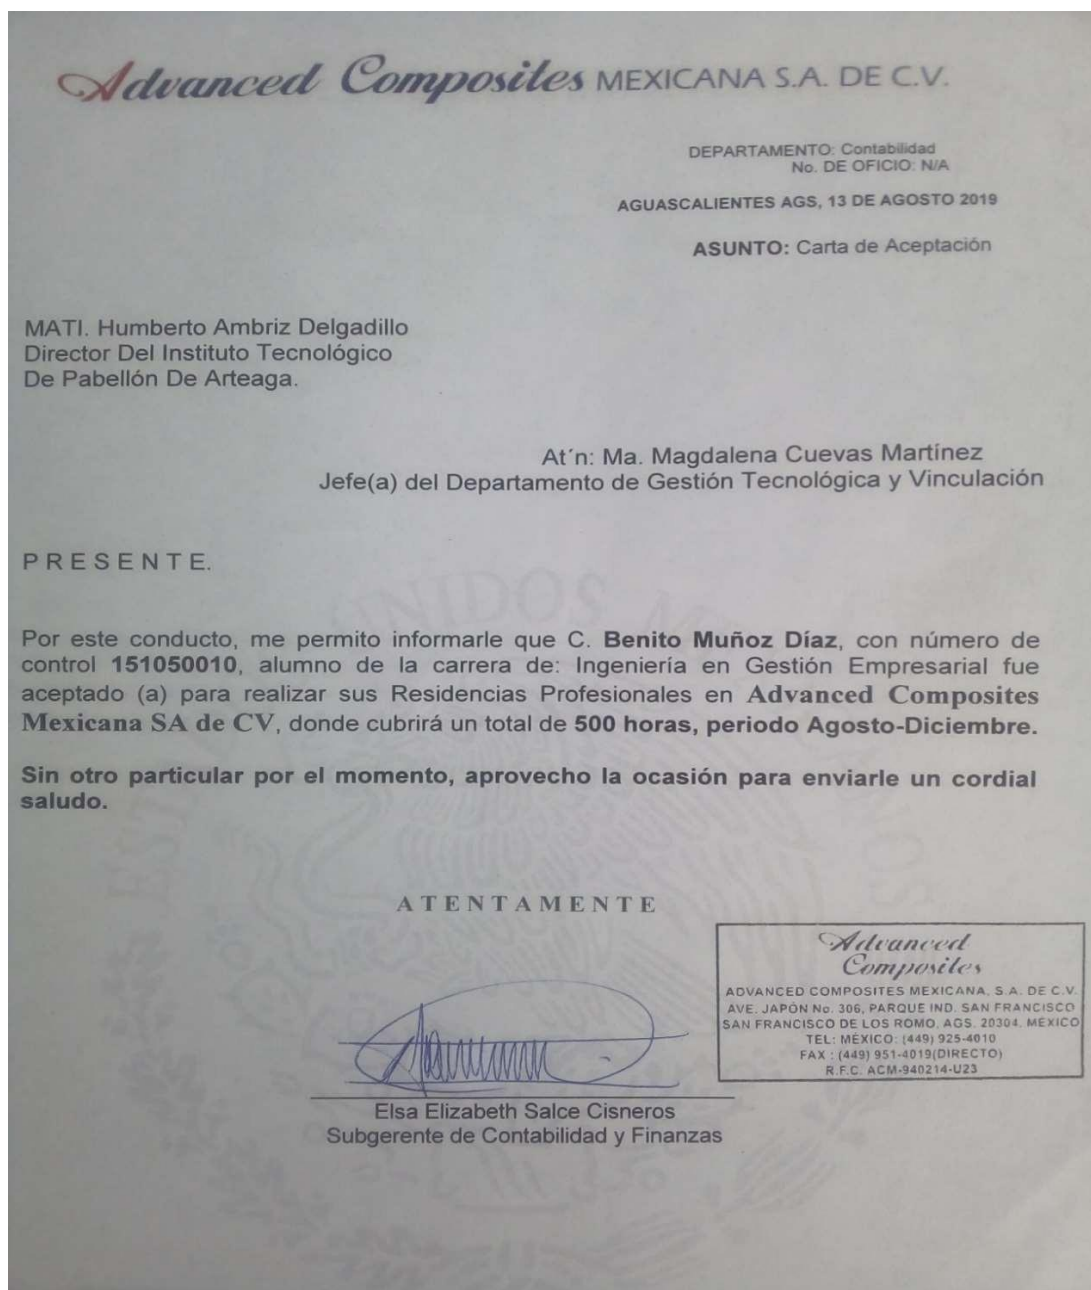 Advanced Composites MEXICANA S.A. DE C.V.
DEPARTAMENTO: Contabilidad
No. DE OFICIO: N/A
AGUASCALIENTES AGS, 13 DE AGOSTO 2019
ASUNTO: Carta de Aceptación
MATI. Humberto Ambriz Delgadillo
Director Del Instituto Tecnológico
De Pabellón De Arteaga.
At´n: Ma. Magdalena Cuevas Martínez
Jefe(a) del Departamento de Gestión Tecnológica y Vinculación
P R E S E N T E.
Por este conducto, me permito informarle que C. Benito Muñoz Díaz, con número de
control 151050010, alumno de la carrera de: Ingeniería en Gestión Empresarial fue
aceptado (a) para realizar sus Residencias Profesionales en Advanced Composites
Mexicana SA de CV, donde cubrirá un total de 500 horas, periodo Agosto-Diciembre.
Sin otro particular por el momento, aprovecho la ocasión para enviarle un cordial
saludo.
A T E N T A M E N T E
Advanced
Composites
ADVANCED COMPOSITES MEXICANA, S.A. DE C.V.
AVE. JAPÓN No. 306, PARQUE IND. SAN FRANCISCO
SAN FRANCISCO DE LOS ROMO, AGS. 20304, MÉXICO
TEL: MÉXICO: (449) 925-4010
FAX : (449) 951-4019(DIRECTO)
R.F.C. ACM-940214-U23
Elsa Elizabeth Salce Cisneros
Subgerente de Contabilidad y Finanzas